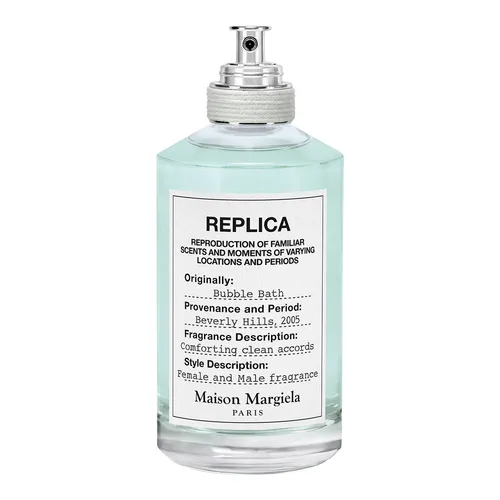 REPLICA
REPRODUCTION OF FAMILIAR
SCENTS AND MOMENTS OF VARYING
LOCATIONS AND PERIODS
Originally:
Bubble Bath
Provenance and Period:
Beverly Hills, 2005
Fragrance Description:
Comforting clean accords
Style Description:
Female and Male fragrance
Maison Margiela
PARIS